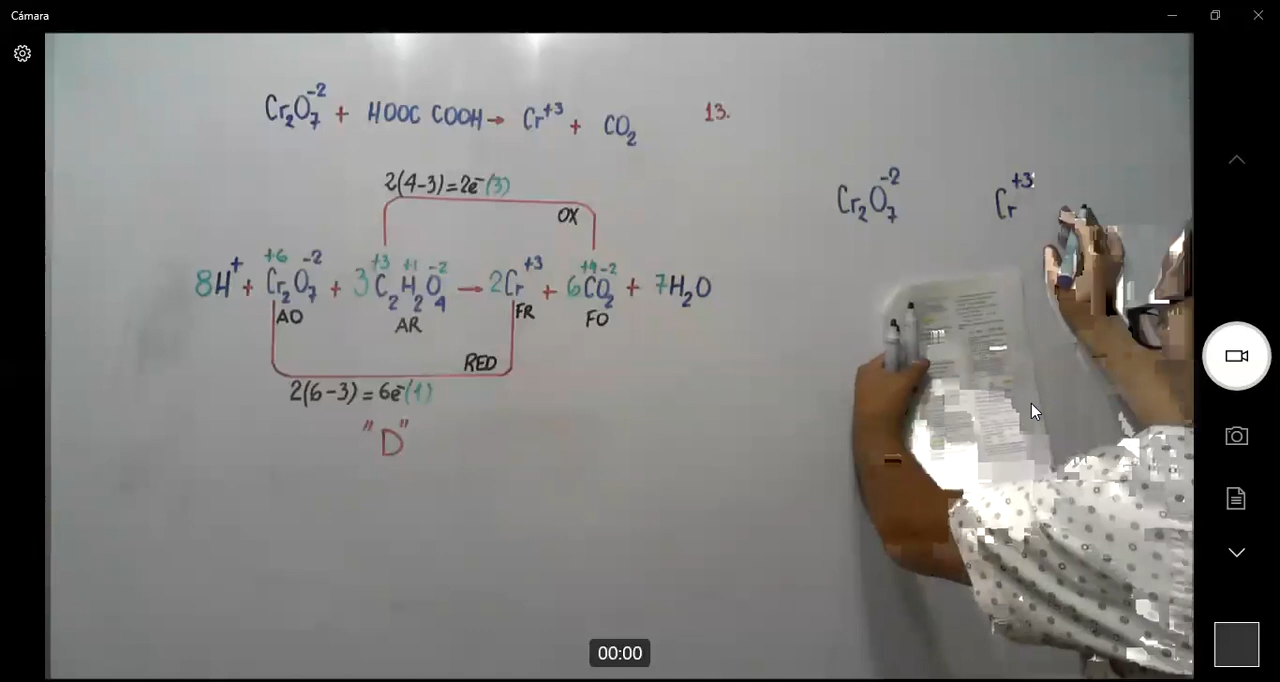 Cámara
Cr₂O₇⁻² + HOOC COOH → Cr⁺³ + CO₂
13.
2(4-3)=2e⁻(3)
OX
Cr₂O₇⁻² Cr⁺³
+6 -2 +3 +1 -2 +3 +4 -2
8H⁺ + Cr₂O₇ + 3C₂H₂O₄ → 2Cr + 6CO₂ + 7H₂O
AO AR FR FO
RED
2(6-3)=6e⁻(1)
"D"
00:00